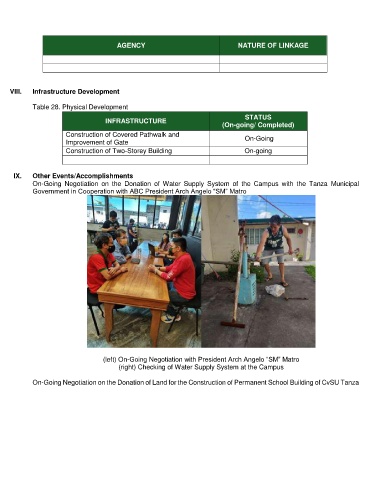 AGENCY NATURE OF LINKAGE
VIII. Infrastructure Development
Table 28. Physical Development
INFRASTRUCTURE STATUS
(On-going/ Completed)
Construction of Covered Pathwalk and
Improvement of Gate On-Going
Construction of Two-Storey Building On-going
IX. Other Events/Accomplishments
On-Going Negotiation on the Donation of Water Supply System of the Campus with the Tanza Municipal
Government in Cooperation with ABC President Arch Angelo "SM" Matro
(left) On-Going Negotiation with President Arch Angelo "SM" Matro
(right) Checking of Water Supply System at the Campus
On-Going Negotiation on the Donation of Land for the Construction of Permanent School Building of CvSU Tanza